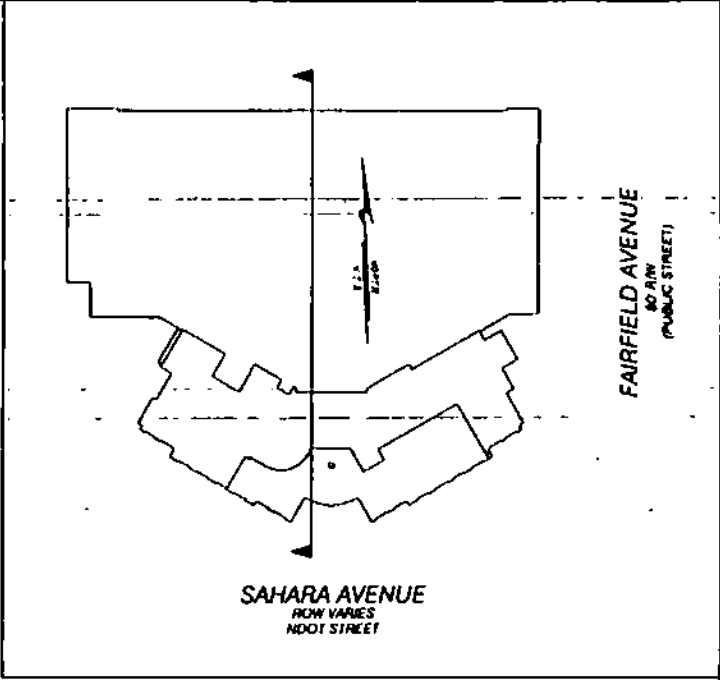 FAIRFIELD AVENUE
80 R/W
(PUBLIC STREET)
SAHARA AVENUE
ROW VARIES
NDOT STREET